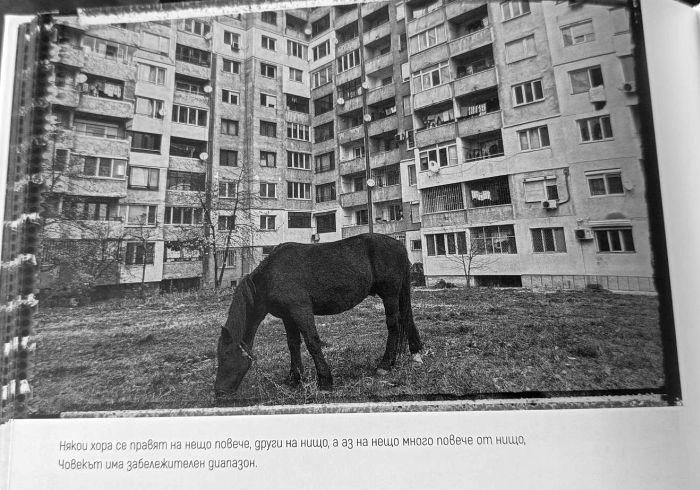 Някои хора се правят на нещо повече, други на нищо, а аз на нещо много повече от нищо,
Човекът има забележителен диапазон.